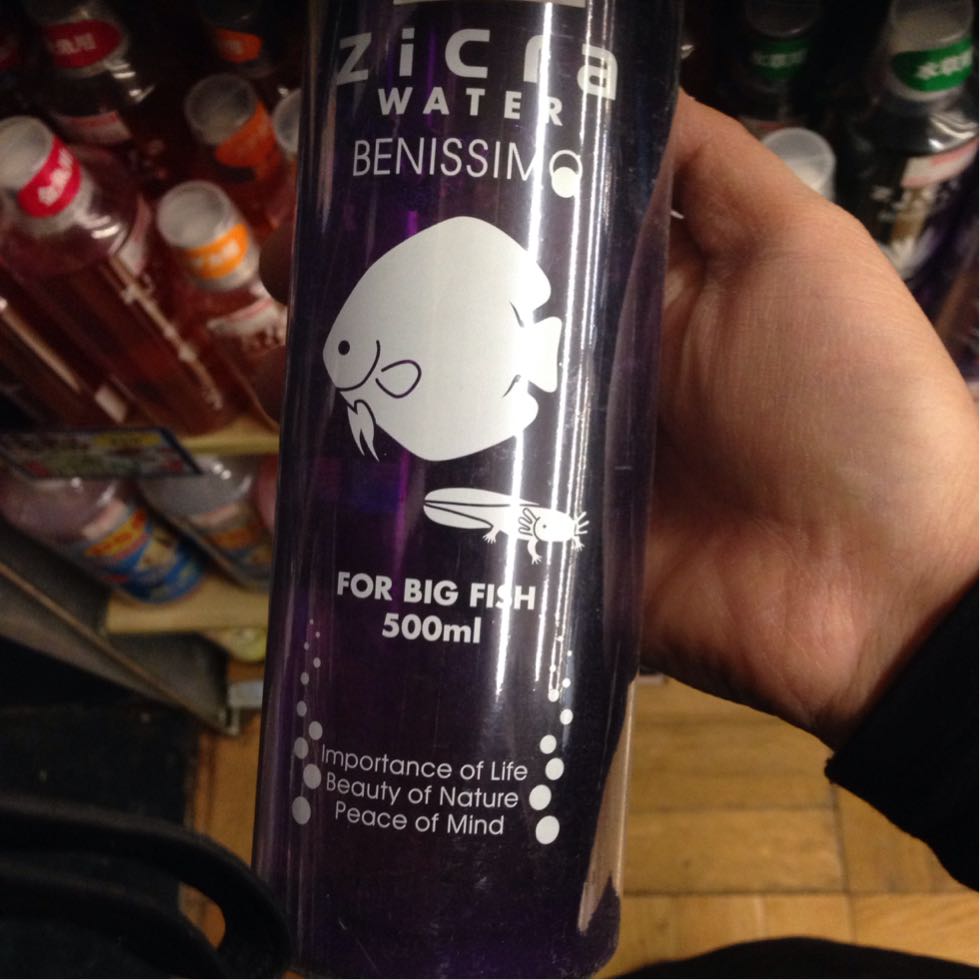 zicra
WATER
BENISSIMO
FOR BIG FISH
500ml
Importance of Life
Beauty of Nature
Peace of Mind